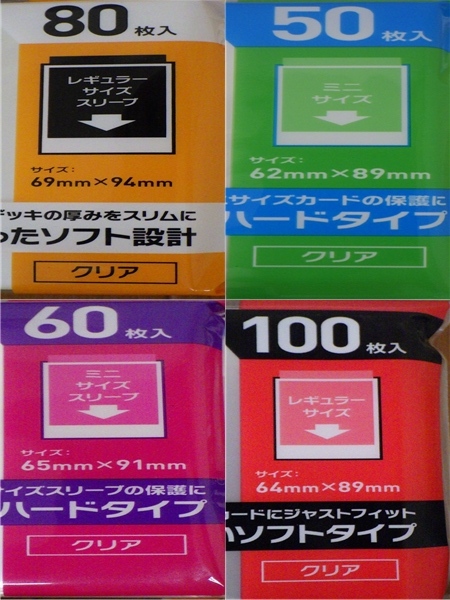 80枚入
レギュラー
サイズ
スリーブ
サイズ：
69mm×94mm
デッキの厚みをスリムに
ったソフト設計
クリア
50枚入
ミニ
サイズ
サイズ：
62mm×89mm
サイズカードの保護に
ハードタイプ
クリア
60枚入
ミニ
サイズ
スリーブ
サイズ：
65mm×91mm
イズスリーブの保護に
ハードタイプ
クリア
100枚入
レギュラー
サイズ
サイズ：
64mm×89mm
カードにジャストフィット
いソフトタイプ
クリア